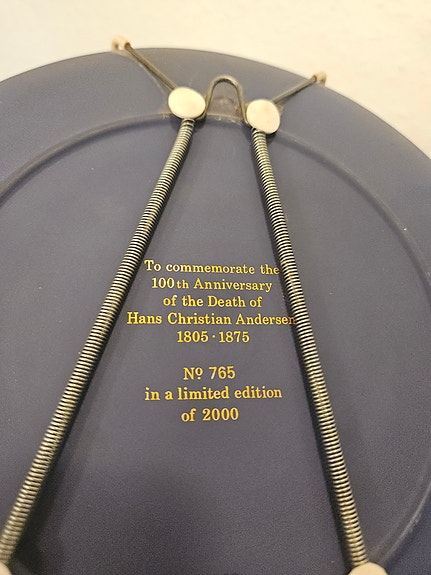 To commemorate the
100th Anniversary
of the Death of
Hans Christian Andersen
1805·1875
Nº 765
in a limited edition
of 2000